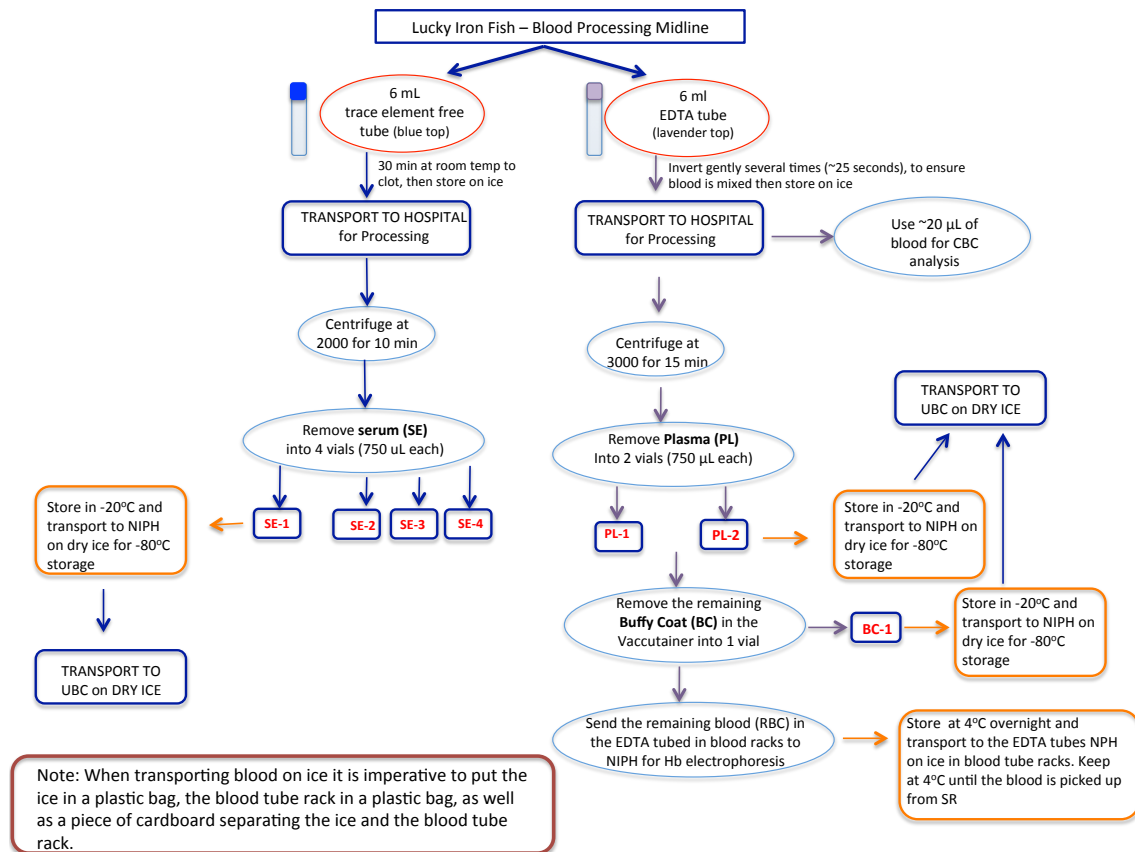 Lucky Iron Fish – Blood Processing Midline
6 mL
trace element free
tube (blue top)
6 ml
EDTA tube
(lavender top)
30 min at room temp to
clot, then store on ice
Invert gently several times (~25 seconds), to ensure
blood is mixed then store on ice
TRANSPORT TO HOSPITAL
for Processing
TRANSPORT TO HOSPITAL
for Processing
Use ~20 µL of
blood for CBC
analysis
Centrifuge at
2000 for 10 min
Centrifuge at
3000 for 15 min
TRANSPORT TO
UBC on DRY ICE
Remove serum (SE)
into 4 vials (750 uL each)
Remove Plasma (PL)
Into 2 vials (750 µL each)
Store in -20°C and
transport to NIPH
on dry ice for -80°C
storage
SE-1
SE-2
SE-3
SE-4
PL-1
PL-2
Store in -20°C and
transport to NIPH on
dry ice for -80°C
storage
Remove the remaining
Buffy Coat (BC) in the
Vaccutainer into 1 vial
BC-1
Store in -20°C and
transport to NIPH on
dry ice for -80°C
storage
TRANSPORT TO
UBC on DRY ICE
Send the remaining blood (RBC) in
the EDTA tubed in blood racks to
NIPH for Hb electrophoresis
Store at 4°C overnight and
transport to the EDTA tubes NPH
on ice in blood tube racks. Keep
at 4°C until the blood is picked up
from SR
Note: When transporting blood on ice it is imperative to put the
ice in a plastic bag, the blood tube rack in a plastic bag, as well
as a piece of cardboard separating the ice and the blood tube
rack.